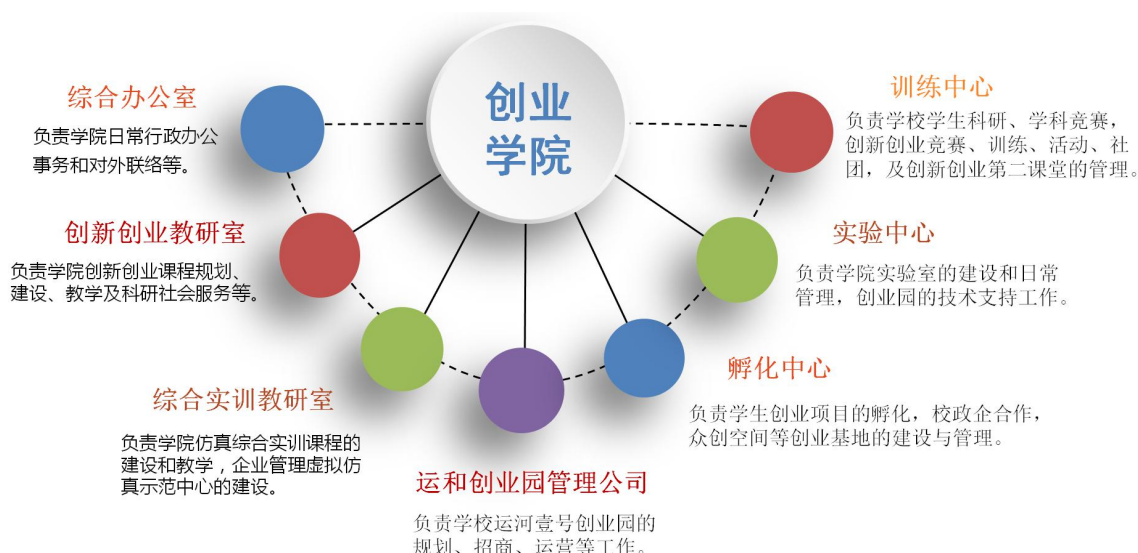 创业
学院
综合办公室
负责学院日常行政办公
事务和对外联络等。
创新创业教研室
负责学院创新创业课程规划、
建设、教学及科研社会服务等。
综合实训教研室
负责学院仿真综合实训课程的
建设和教学，企业管理虚拟仿
真示范中心的建设。
运和创业园管理公司
负责学校运河壹号创业园的
规划、招商、运营等工作。
孵化中心
负责学生创业项目的孵化，校政企合作，
众创空间等创业基地的建设与管理。
实验中心
负责学院实验室的建设和日常
管理，创业园的技术支持工作。
训练中心
负责学校学生科研、学科竞赛，
创新创业竞赛、训练、活动、社
团，及创新创业第二课堂的管理。